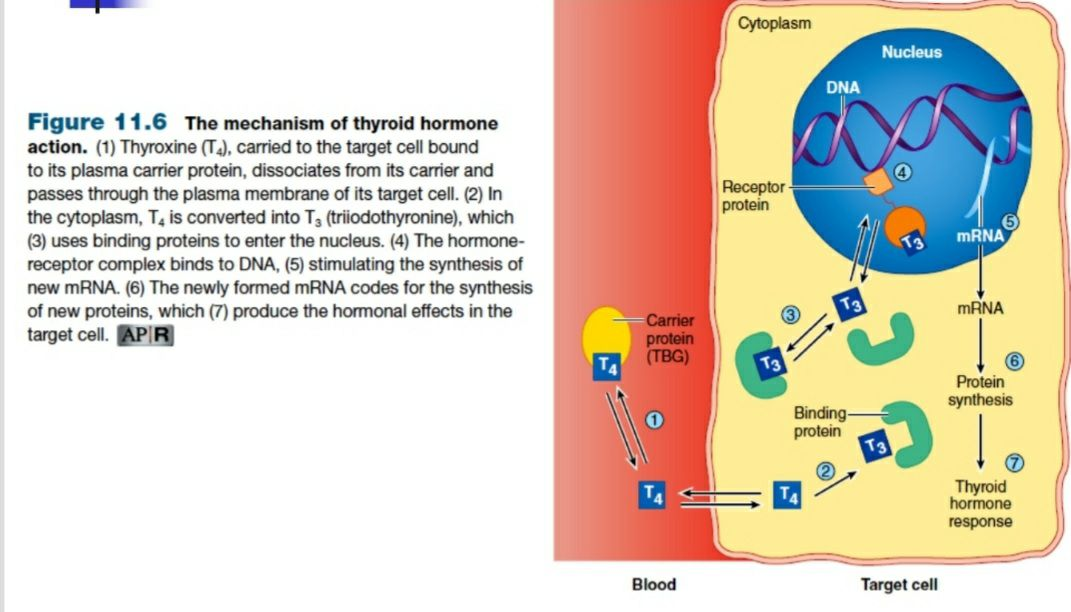 Figure 11.6 The mechanism of thyroid hormone
action. (1) Thyroxine (T₄), carried to the target cell bound
to its plasma carrier protein, dissociates from its carrier and
passes through the plasma membrane of its target cell. (2) In
the cytoplasm, T₄ is converted into T₃ (triiodothyronine), which
(3) uses binding proteins to enter the nucleus. (4) The hormone-
receptor complex binds to DNA, (5) stimulating the synthesis of
new mRNA. (6) The newly formed mRNA codes for the synthesis
of new proteins, which (7) produce the hormonal effects in the
target cell. AP|R
Cytoplasm
Nucleus
DNA
4
Receptor
protein
5
mRNA
T₃
T₃
3
mRNA
Carrier
protein
(TBG)
T₄
T₃
6
Protein
synthesis
1
Binding
protein
T₃
2
7
T₄
T₄
Thyroid
hormone
response
Blood
Target cell